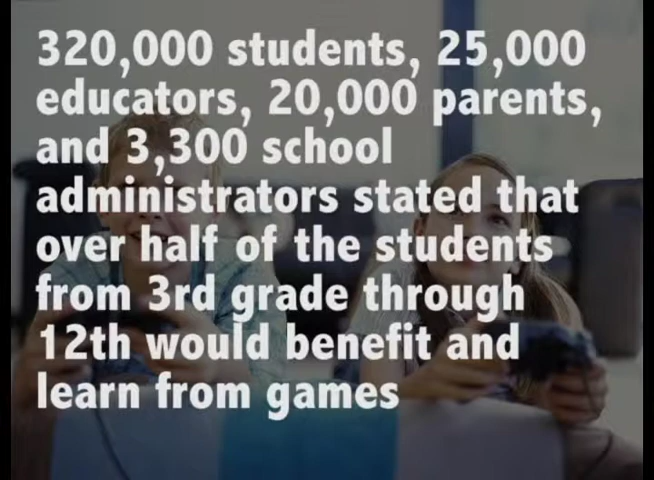 320,000 students, 25,000
educators, 20,000 parents,
and 3,300 school
administrators stated that
over half of the students
from 3rd grade through
12th would benefit and
learn from games